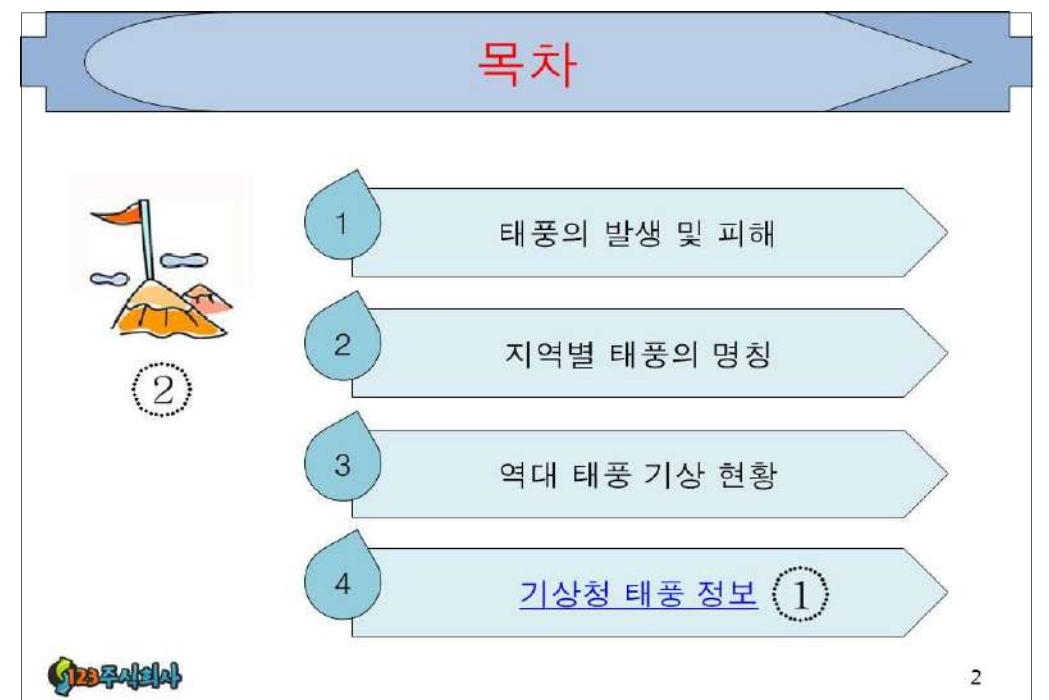 목차
1
태풍의 발생 및 피해
2
지역별 태풍의 명칭
②
3
역대 태풍 기상 현황
4
기상청 태풍 정보 ①
123주식회사
2